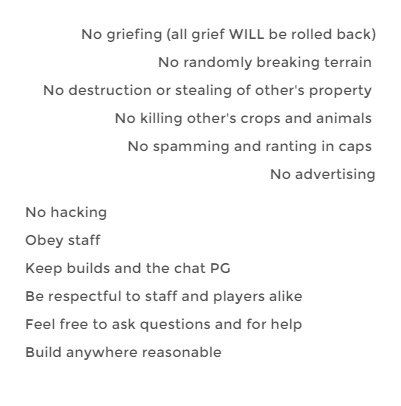 No griefing (all grief WILL be rolled back)
No randomly breaking terrain
No destruction or stealing of other's property
No killing other's crops and animals
No spamming and ranting in caps
No advertising
No hacking
Obey staff
Keep builds and the chat PG
Be respectful to staff and players alike
Feel free to ask questions and for help
Build anywhere reasonable